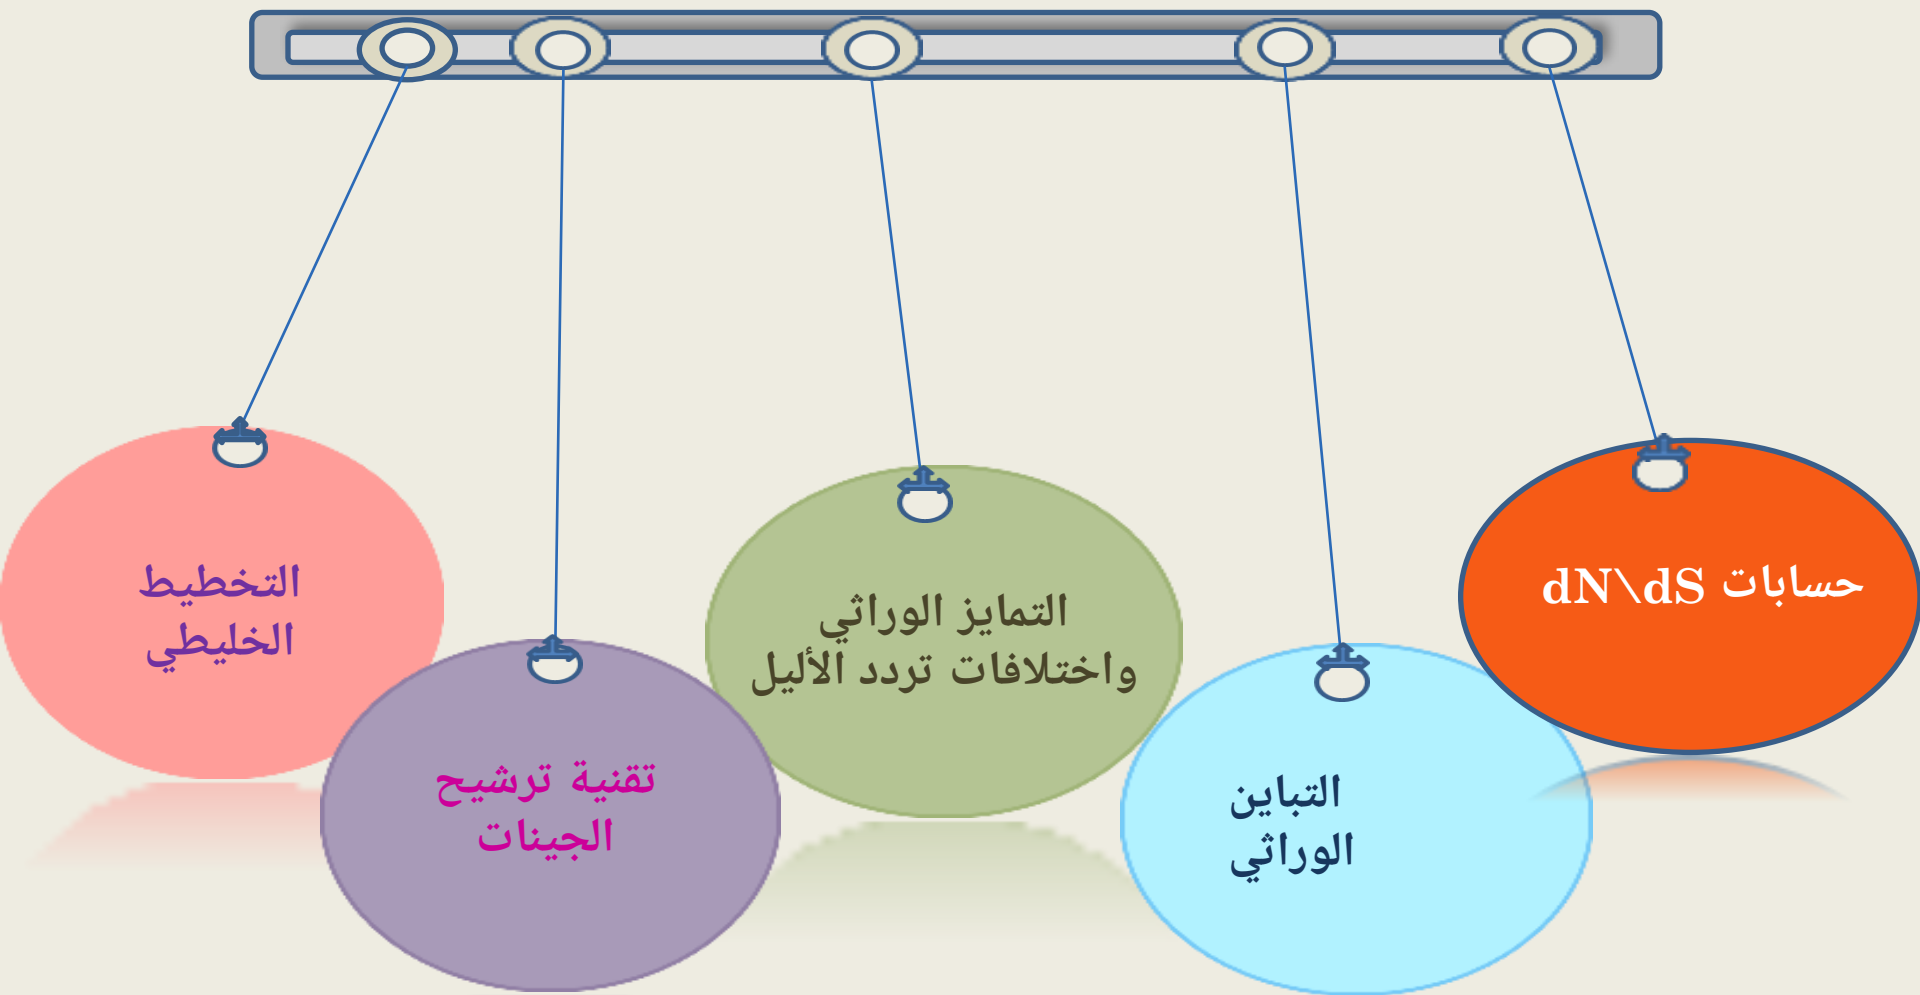 حسابات dN\dS
التباين
الوراثي
التمايز الوراثي
واختلافات تردد الأليل
تقنية ترشيح
الجينات
التخطيط
الخليطي